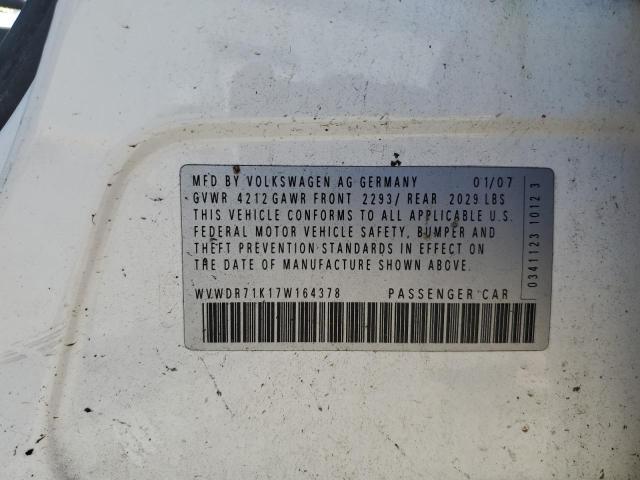 MFD BY VOLKSWAGEN AG GERMANY 01/07
GVWR 4212 GAWR FRONT 2293/ REAR 2029 LBS
THIS VEHICLE CONFORMS TO ALL APPLICABLE U.S.
FEDERAL MOTOR VEHICLE SAFETY, BUMPER AND
THEFT PREVENTION STANDARDS IN EFFECT ON
THE DATE OF MANUFACTURE SHOWN ABOVE.
WVWDR71K17W164378 PASSENGER CAR
0341123 1012 3